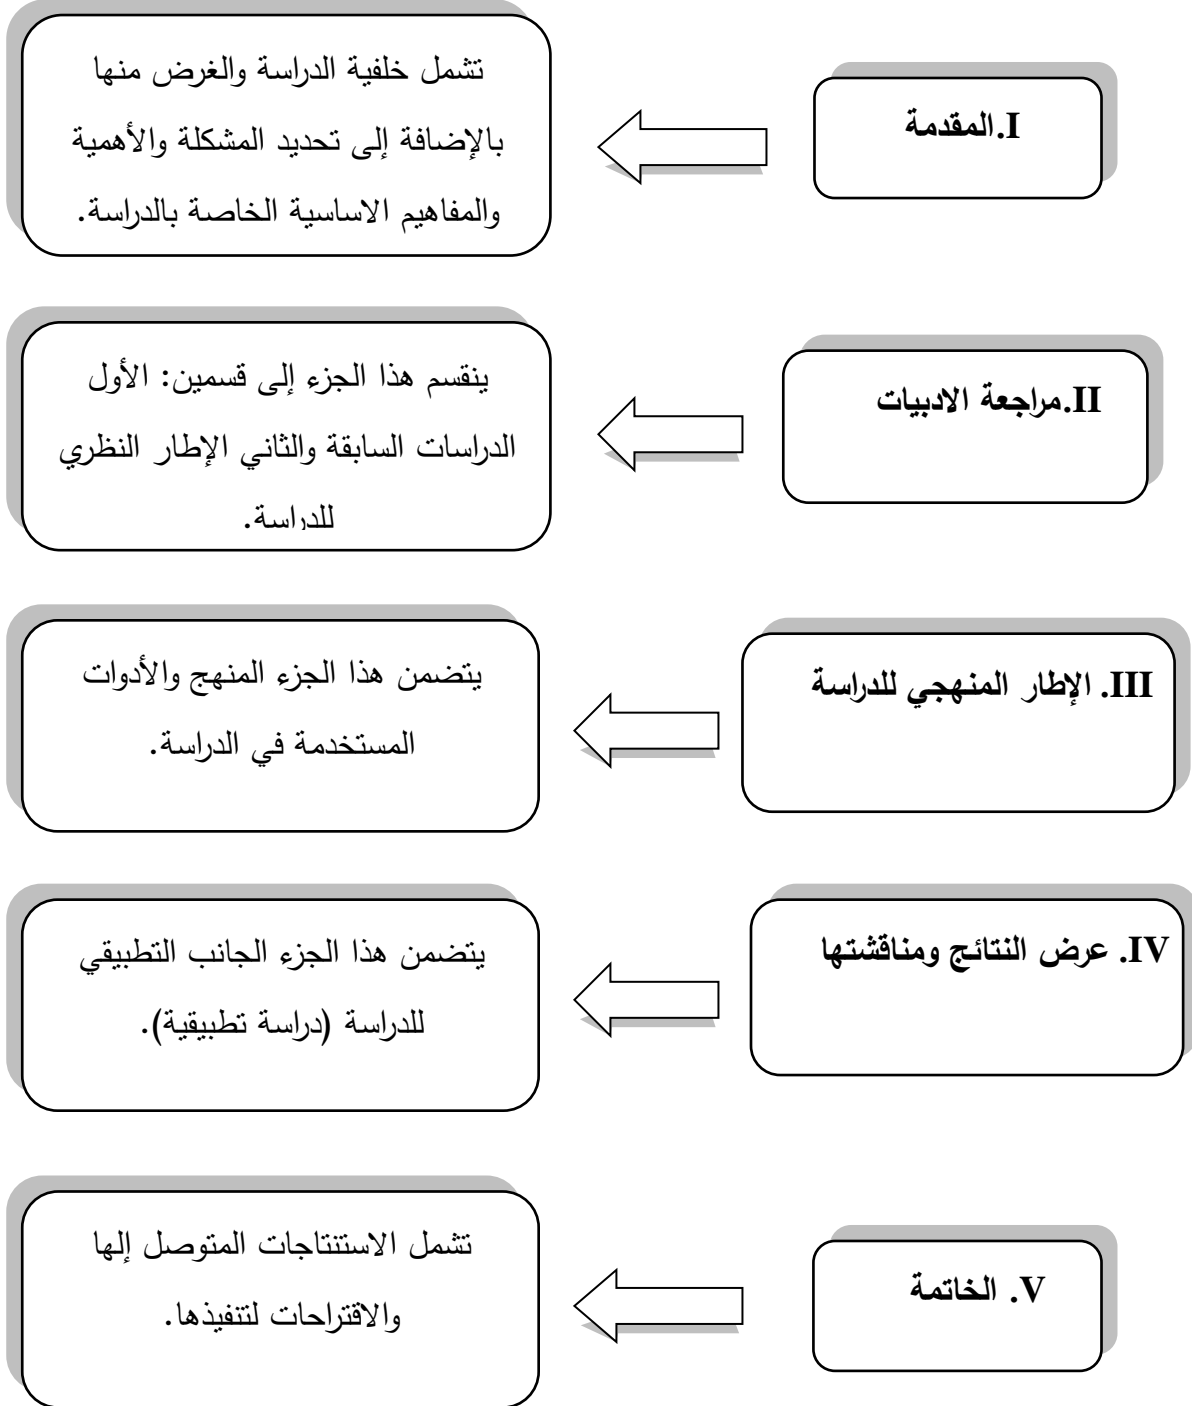 I.المقدمة
تشمل خلفية الدراسة والغرض منها
بالإضافة إلى تحديد المشكلة والأهمية
والمفاهيم الاساسية الخاصة بالدراسة.
II.مراجعة الادبيات
ينقسم هذا الجزء إلى قسمين: الأول
الدراسات السابقة والثاني الإطار النظري
للدراسة.
III. الإطار المنهجي للدراسة
يتضمن هذا الجزء المنهج والأدوات
المستخدمة في الدراسة.
IV. عرض النتائج ومناقشتها
يتضمن هذا الجزء الجانب التطبيقي
للدراسة (دراسة تطبيقية).
V. الخاتمة
تشمل الاستنتاجات المتوصل إلها
والاقتراحات لتنفيذها.